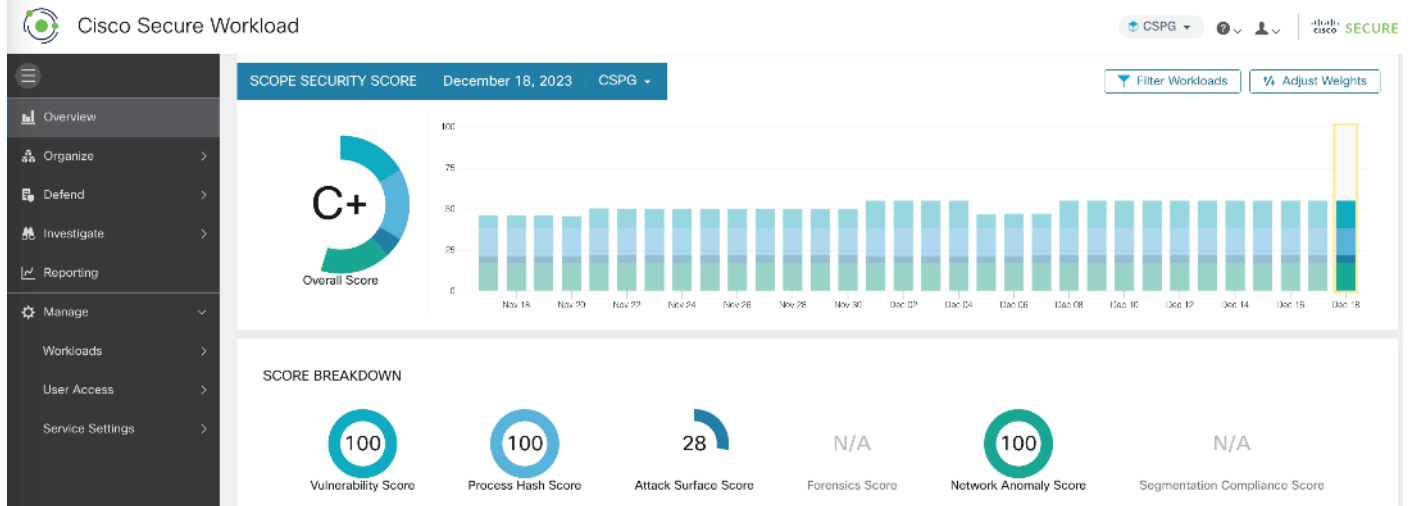 Cisco Secure Workload
CSPG
cisco SECURE
Overview
Organize
Defend
Investigate
Reporting
Manage
Workloads
User Access
Service Settings
SCOPE SECURITY SCORE December 18, 2023 CSPG
Filter Workloads
Adjust Weights
C+
Overall Score
100
75
50
25
0
Nov 18 Nov 20 Nov 22 Nov 24 Nov 26 Nov 28 Nov 30 Dec 02 Dec 04 Dec 06 Dec 08 Dec 10 Dec 12 Dec 14 Dec 16 Dec 18
SCORE BREAKDOWN
100 100 28 N/A 100 N/A
Vulnerability Score Process Hash Score Attack Surface Score Forensics Score Network Anomaly Score Segmentation Compliance Score